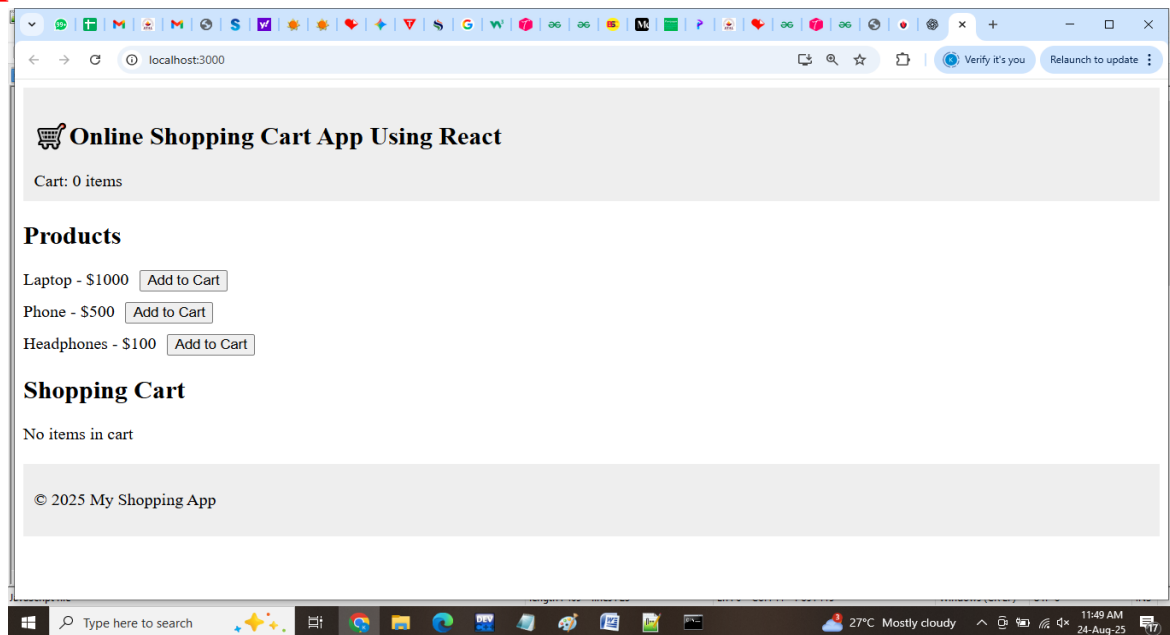 localhost:3000
Verify it's you
Relaunch to update
Online Shopping Cart App Using React
Cart: 0 items
Products
Laptop - $1000 Add to Cart
Phone - $500 Add to Cart
Headphones - $100 Add to Cart
Shopping Cart
No items in cart
© 2025 My Shopping App
Type here to search
27°C Mostly cloudy
11:49 AM
24-Aug-25